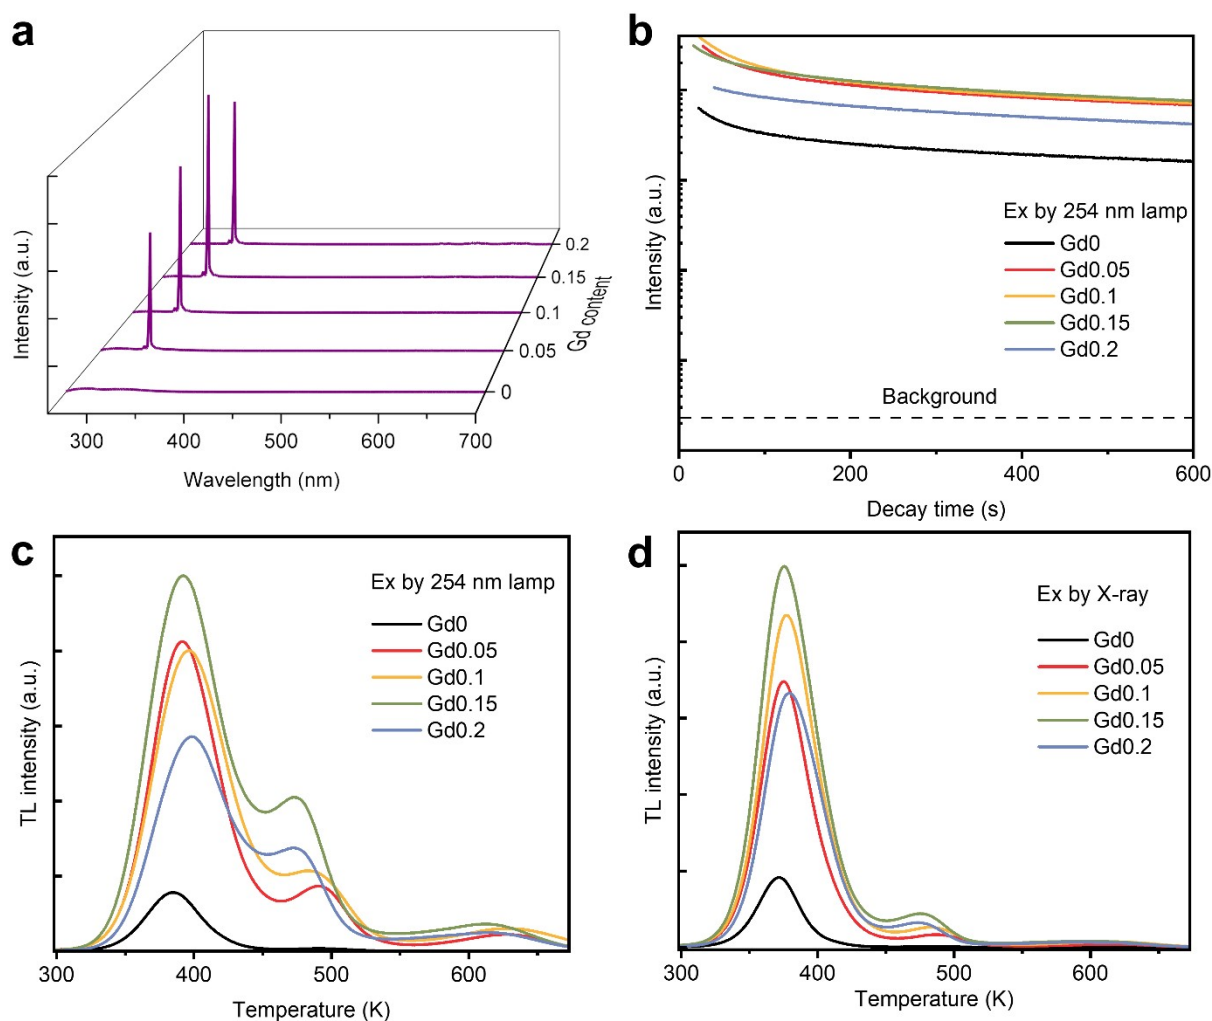 a
Intensity (a.u.)
0.2
0.15
0.1
0.05
0
Gd content
300 400 500 600 700
Wavelength (nm)
b
Intensity (a.u.)
Ex by 254 nm lamp
Gd0
Gd0.05
Gd0.1
Gd0.15
Gd0.2
Background
0 200 400 600
Decay time (s)
c
TL intensity (a.u.)
Ex by 254 nm lamp
Gd0
Gd0.05
Gd0.1
Gd0.15
Gd0.2
300 400 500 600
Temperature (K)
d
TL intensity (a.u.)
Ex by X-ray
Gd0
Gd0.05
Gd0.1
Gd0.15
Gd0.2
300 400 500 600
Temperature (K)